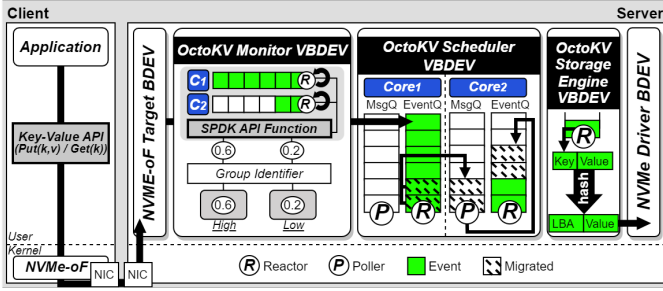 Client
Server
Application
Key-Value API
(Put(k,v) / Get(k))
User
Kernel
NVMe-oF
NIC
NIC
NVME-oF Target BDEV
OctoKV Monitor VBDEV
C1
R
C2
R
SPDK API Function
0.6
0.2
Group Identifier
0.6
0.2
High
Low
OctoKV Scheduler
VBDEV
Core1
Core2
MsgQ
EventQ
MsgQ
EventQ
P
R
P
R
OctoKV
Storage
Engine
VBDEV
R
Key
Value
hash
LBA
Value
NVMe Driver BDEV
R Reactor
P Poller
Event
Migrated